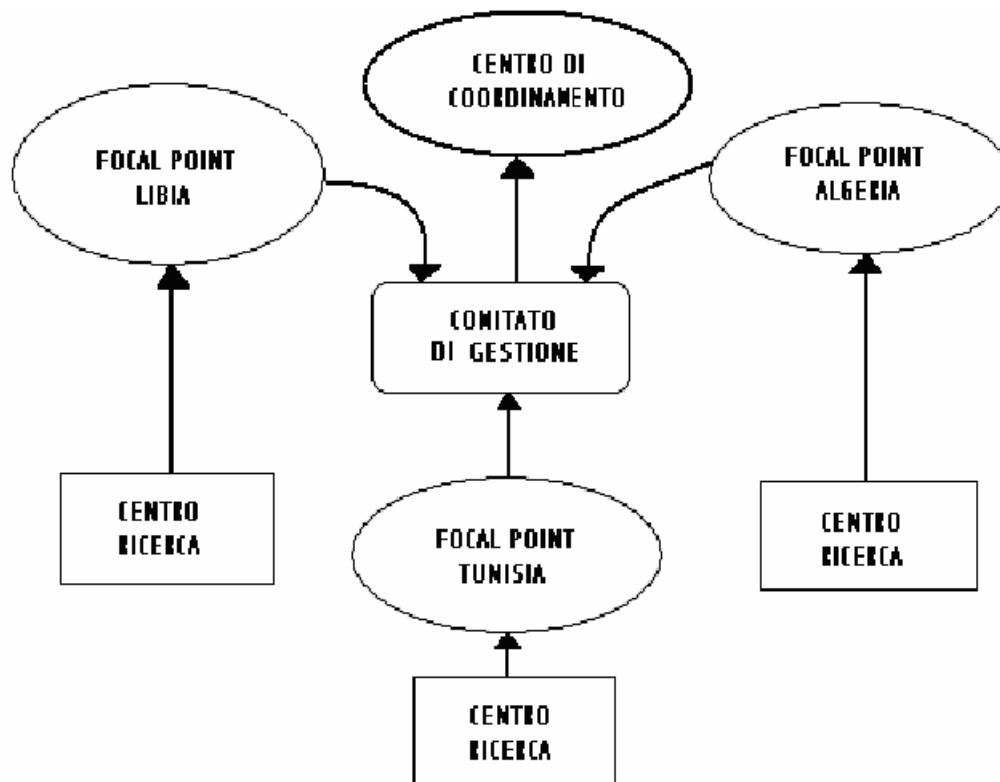 CENTRO DI
COORDINAMENTO
FOCAL POINT
LIBIA
FOCAL POINT
ALGERIA
COMITATO
DI GESTIONE
CENTRO
RICERCA
FOCAL POINT
TUNISIA
CENTRO
RICERCA
CENTRO
RICERCA